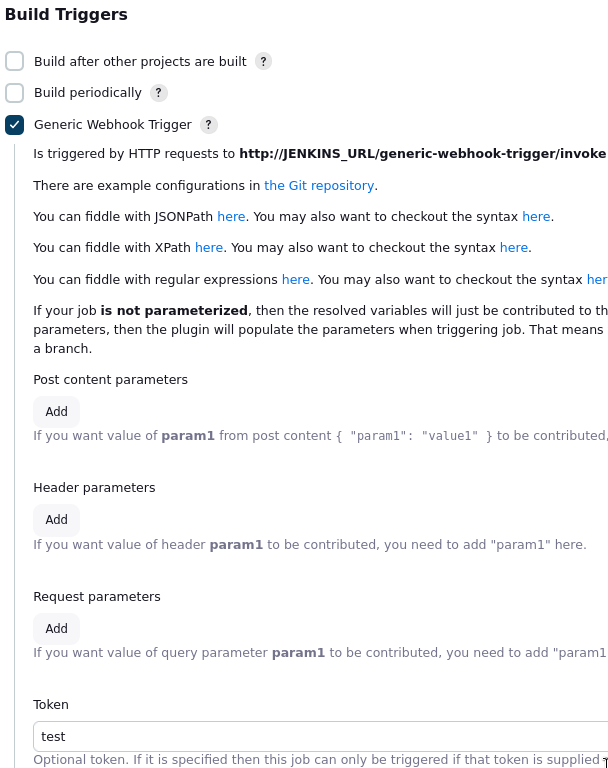 Build Triggers
Build after other projects are built ?
Build periodically ?
Generic Webhook Trigger ?
Is triggered by HTTP requests to http://JENKINS_URL/generic-webhook-trigger/invoke
There are example configurations in the Git repository.
You can fiddle with JSONPath here. You may also want to checkout the syntax here.
You can fiddle with XPath here. You may also want to checkout the syntax here.
You can fiddle with regular expressions here. You may also want to checkout the syntax her
If your job is not parameterized, then the resolved variables will just be contributed to th
parameters, then the plugin will populate the parameters when triggering job. That means
a branch.
Post content parameters
Add
If you want value of param1 from post content { "param1": "value1" } to be contributed,
Header parameters
Add
If you want value of header param1 to be contributed, you need to add "param1" here.
Request parameters
Add
If you want value of query parameter param1 to be contributed, you need to add "param1
Token
test
Optional token. If it is specified then this job can only be triggered if that token is supplied